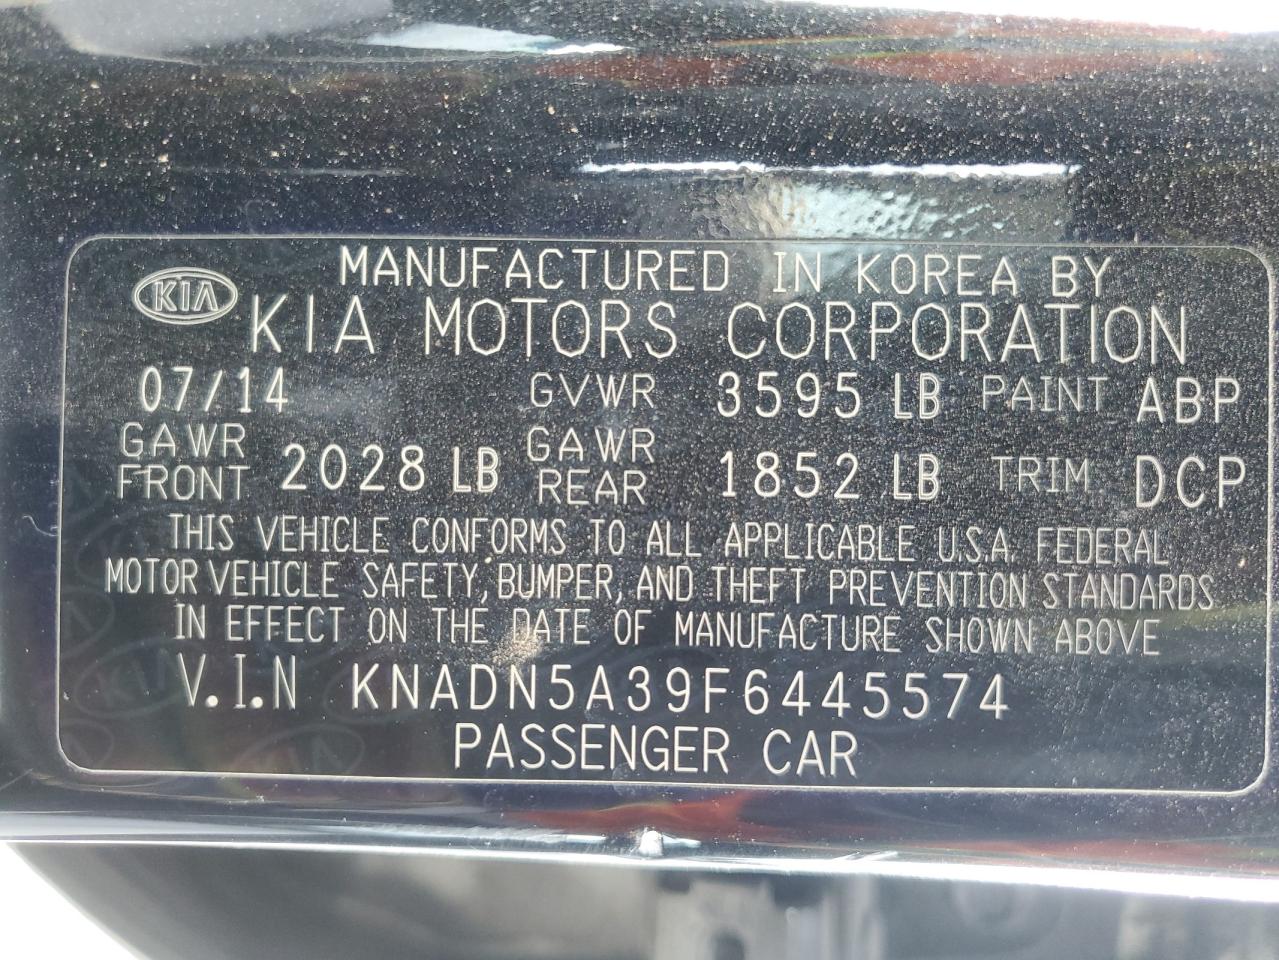 MANUFACTURED IN KOREA BY
KIA KIA MOTORS CORPORATION
07/14 GVWR 3595 LB PAINT ABP
GAWR FRONT 2028 LB GAWR REAR 1852 LB TRIM DCP
THIS VEHICLE CONFORMS TO ALL APPLICABLE U.S.A. FEDERAL
MOTOR VEHICLE SAFETY, BUMPER, AND THEFT PREVENTION STANDARDS
IN EFFECT ON THE DATE OF MANUFACTURE SHOWN ABOVE
V.I.N KNADN5A39F6445574
PASSENGER CAR